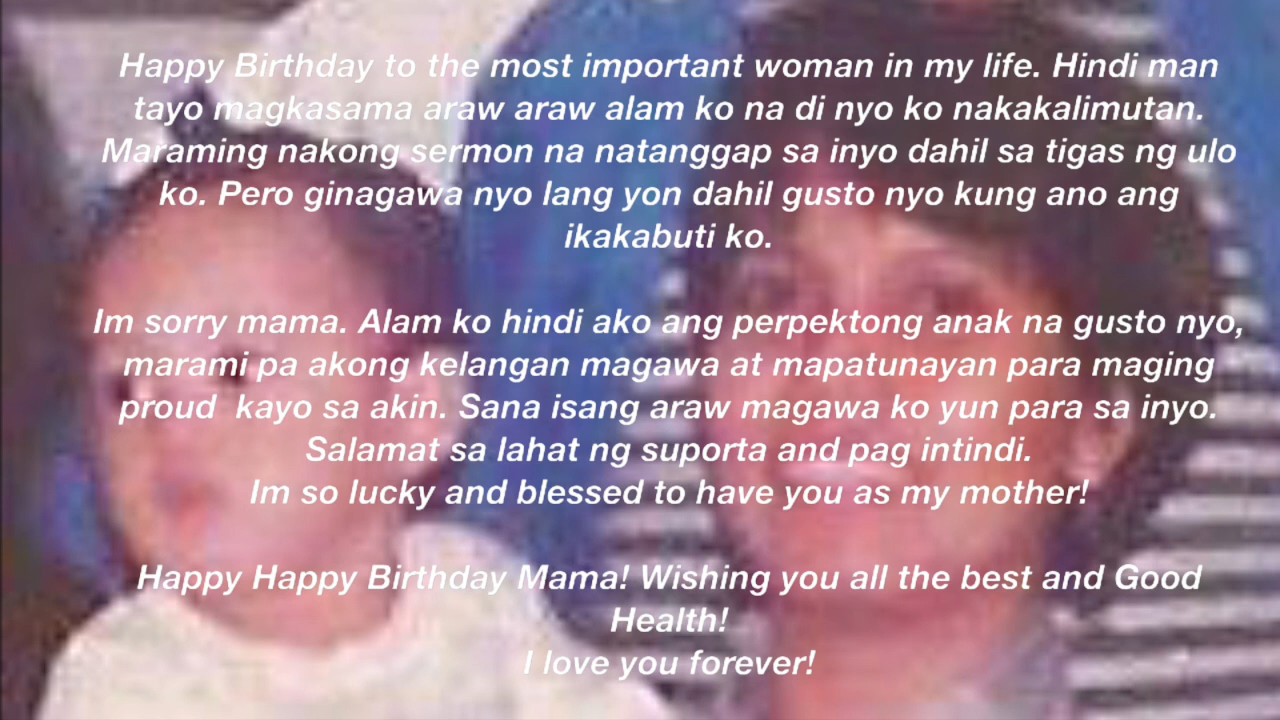 Happy Birthday to the most important woman in my life. Hindi man
tayo magkasama araw araw alam ko na di nyo ko nakakalimutan.
Maraming nakong sermon na natanggap sa inyo dahil sa tigas ng ulo
ko. Pero ginagawa nyo lang yon dahil gusto nyo kung ano ang
ikakabuti ko.
Im sorry mama. Alam ko hindi ako ang perpektong anak na gusto nyo,
marami pa akong kelangan magawa at mapatunayan para maging
proud  kayo sa akin. Sana isang araw magawa ko yun para sa inyo.
Salamat sa lahat ng suporta and pag intindi.
Im so lucky and blessed to have you as my mother!
Happy Happy Birthday Mama! Wishing you all the best and Good
Health!
I love you forever!